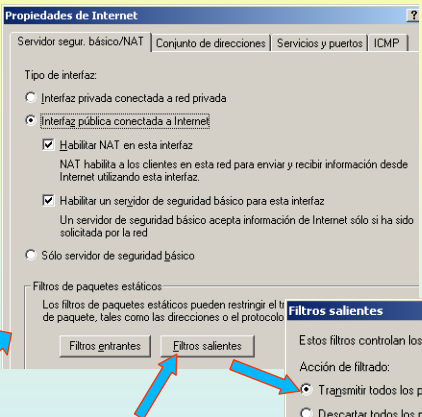 Propiedades de Internet
Servidor segur. básico/NAT Conjunto de direcciones Servicios y puertos ICMP
Tipo de interfaz:
Interfaz privada conectada a red privada
Interfaz pública conectada a Internet
Habilitar NAT en esta interfaz
NAT habilita a los clientes en esta red para enviar y recibir información desde
Internet utilizando esta interfaz.
Habilitar un servidor de seguridad básico para esta interfaz
Un servidor de seguridad básico acepta información de Internet sólo si ha sido
solicitada por la red
Sólo servidor de seguridad básico
Filtros de paquetes estáticos
Los filtros de paquetes estáticos pueden restringir el
de paquete, tales como las direcciones o el protocolo
Filtros entrantes Filtros salientes
Filtros salientes
Estos filtros controlan los
Acción de filtrado:
Transmitir todos los
Descartar todos los